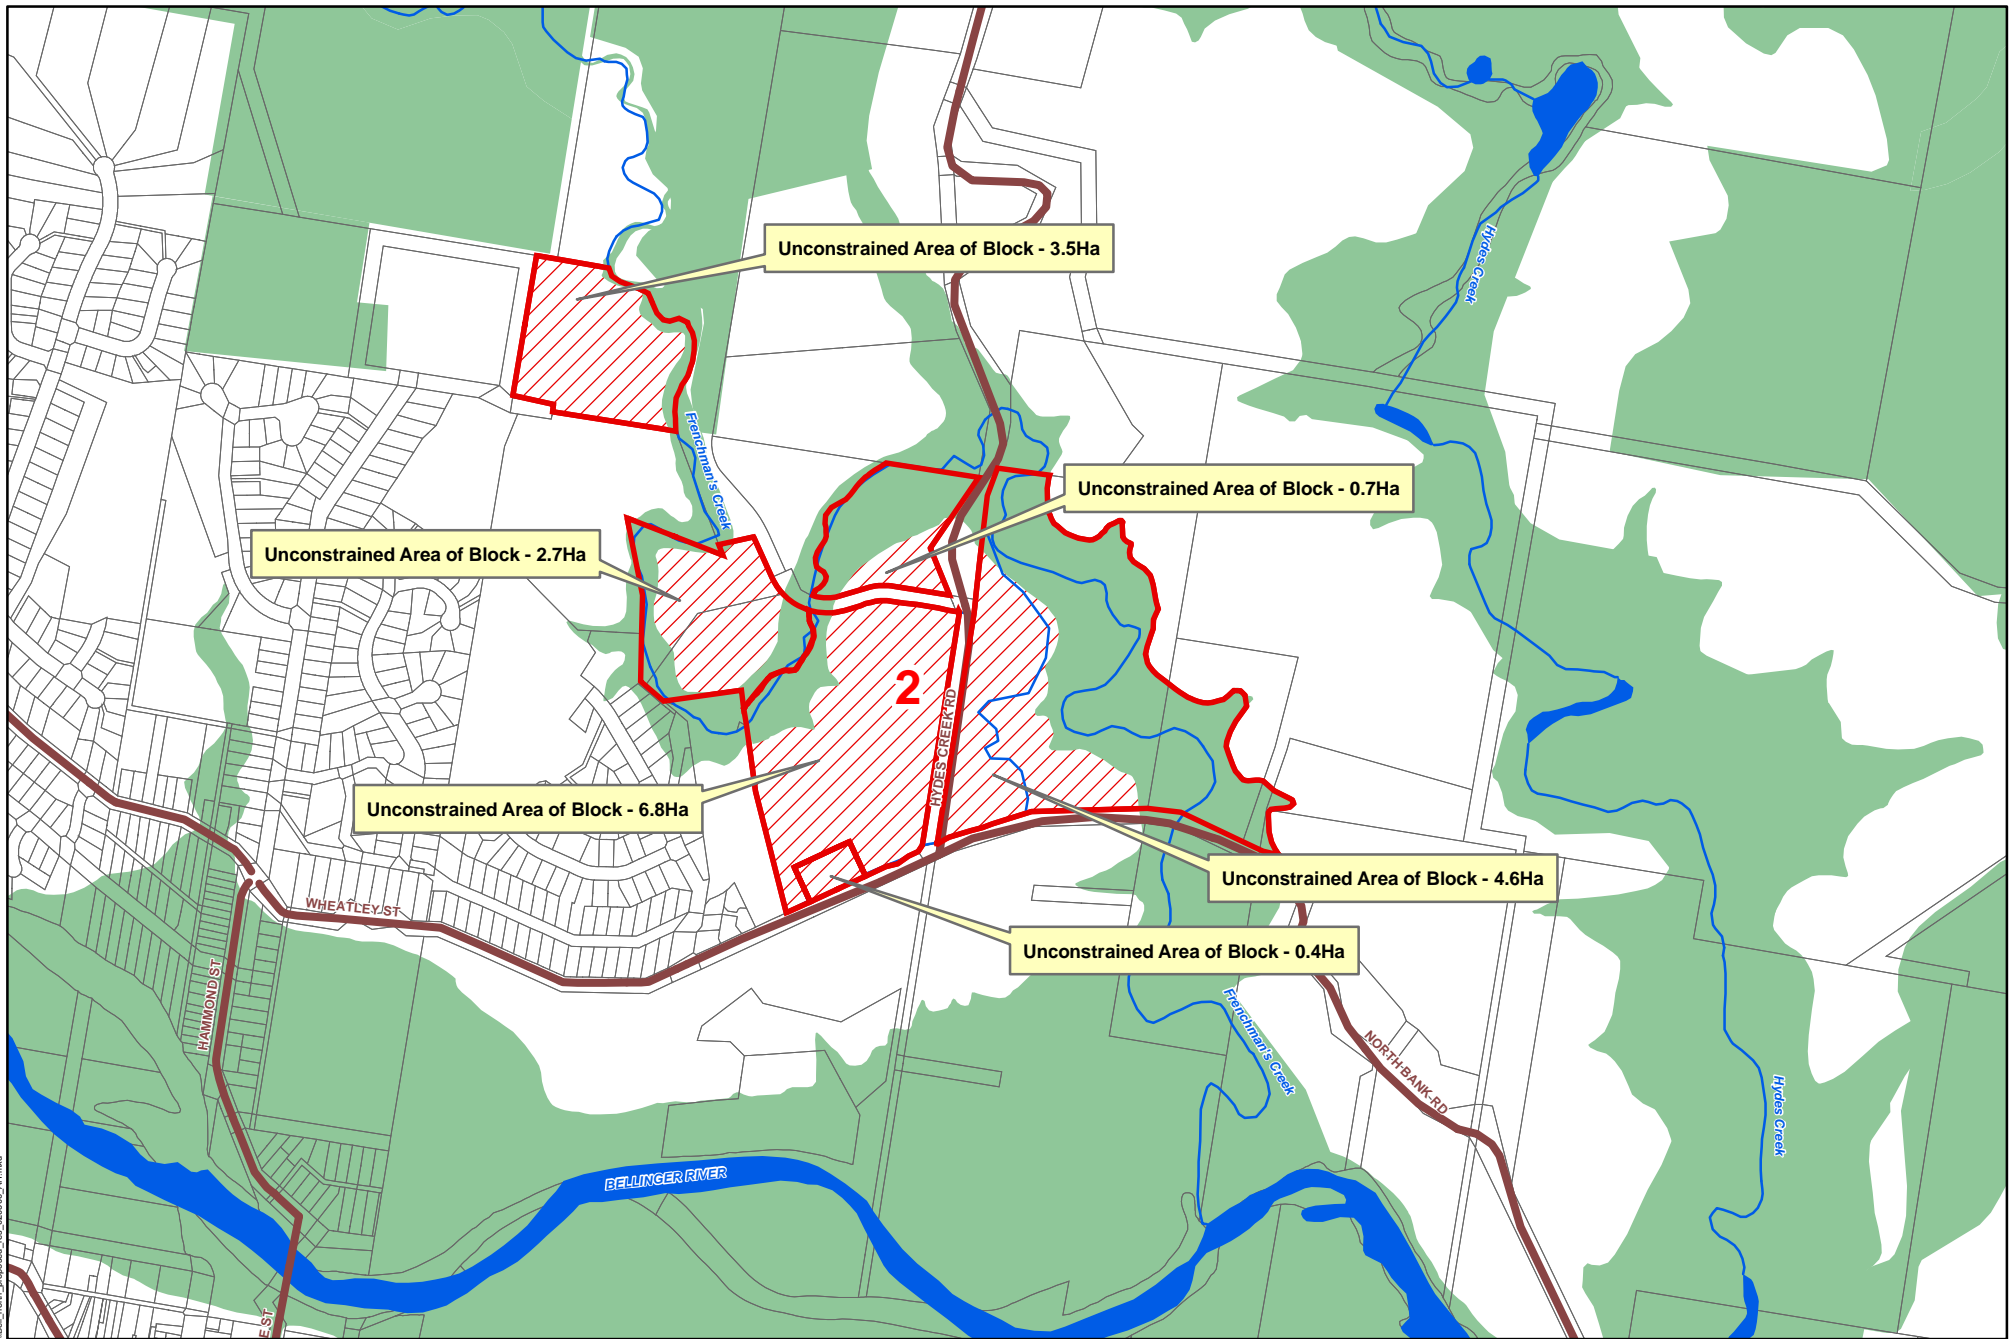 Hydes Creek
Unconstrained Area of Block - 3.5Ha
Frenchman's Creek
Unconstrained Area of Block - 0.7Ha
Unconstrained Area of Block - 2.7Ha
2
HYDES CREEK RD
Unconstrained Area of Block - 6.8Ha
Unconstrained Area of Block - 4.6Ha
WHEATLEY ST
Unconstrained Area of Block - 0.4Ha
HAMMOND ST
Frenchman's Creek
NORTH BANK RD
Hydes Creek
BELLINGER RIVER
E ST